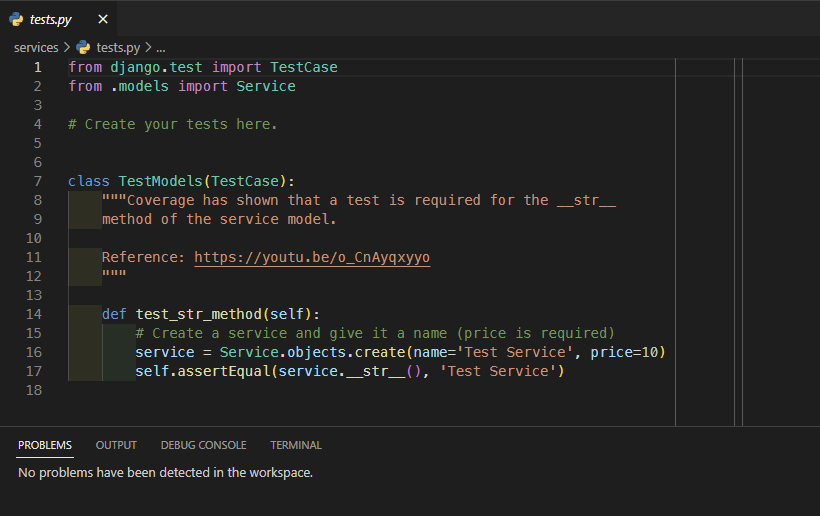 tests.py
services > tests.py > ...
1 from django.test import TestCase
2 from .models import Service
3
4 # Create your tests here.
5
6
7 class TestModels(TestCase):
8 """Coverage has shown that a test is required for the __str__
9 method of the service model.
10
11 Reference: https://youtu.be/o_CnAyqxyyo
12 """
13
14 def test_str_method(self):
15 # Create a service and give it a name (price is required)
16 service = Service.objects.create(name='Test Service', price=10)
17 self.assertEqual(service.__str__(), 'Test Service')
18
PROBLEMS OUTPUT DEBUG CONSOLE TERMINAL
No problems have been detected in the workspace.